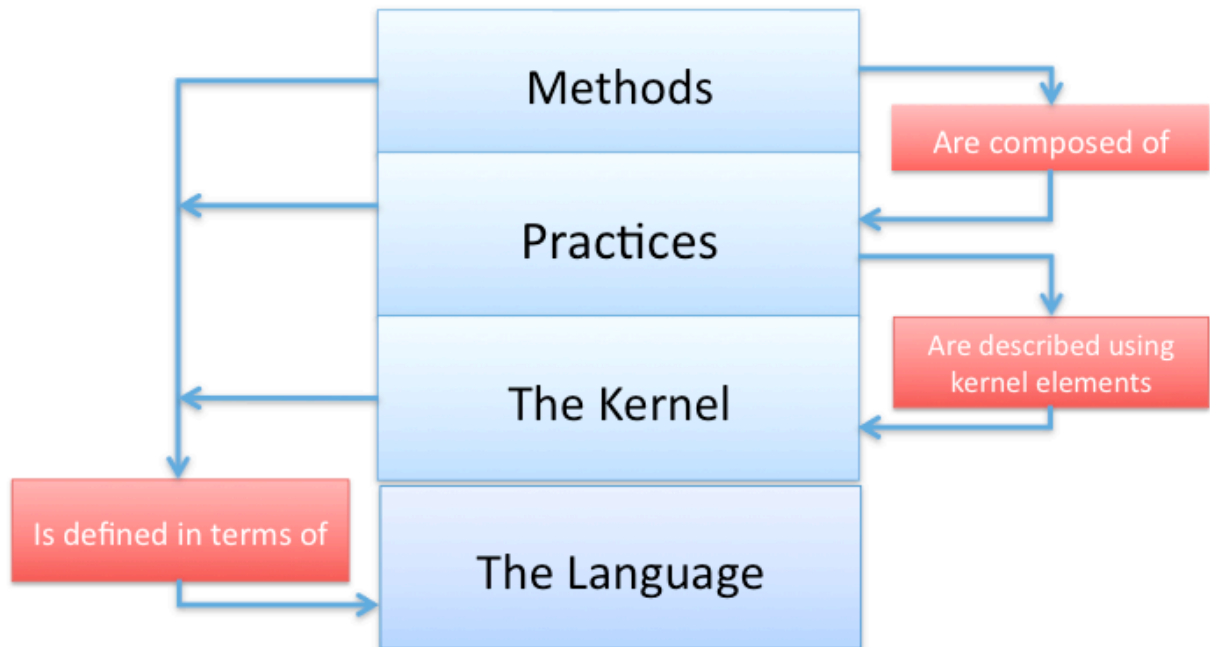 Methods
Are composed of
Practices
Are described using
kernel elements
The Kernel
Is defined in terms of
The Language